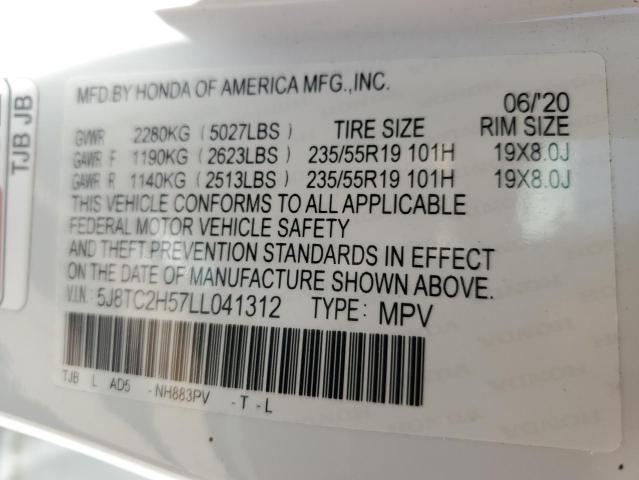 TJB JB
MFD.BY HONDA OF AMERICA MFG.,INC.
06/'20
GVWR 2280KG (5027LBS) TIRE SIZE RIM SIZE
GAWR F 1190KG (2623LBS) 235/55R19 101H 19X8.0J
GAWR R 1140KG (2513LBS) 235/55R19 101H 19X8.0J
THIS VEHICLE CONFORMS TO ALL APPLICABLE
FEDERAL MOTOR VEHICLE SAFETY
AND THEFT PREVENTION STANDARDS IN EFFECT
ON THE DATE OF MANUFACTURE SHOWN ABOVE.
V.I.N: 5J8TC2H57LL041312 TYPE: MPV
TJB L AD5 -NH883PV -T-L